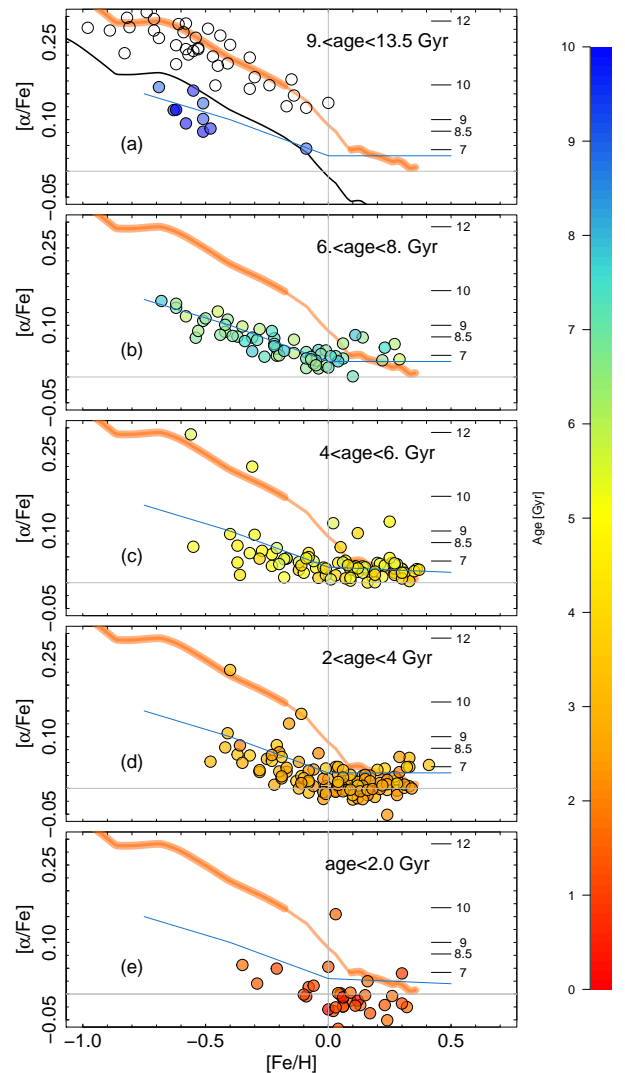 9.<age<13.5 Gyr
[α/Fe]
−0.05 0.10 0.25
(a)
12
10
9
8.5
7
6.<age<8. Gyr
[α/Fe]
−0.05 0.10 0.25
(b)
12
10
9
8.5
7
4<age<6. Gyr
[α/Fe]
−0.05 0.10 0.25
(c)
12
10
9
8.5
7
2<age<4 Gyr
[α/Fe]
−0.05 0.10 0.25
(d)
12
10
9
8.5
7
age<2.0 Gyr
[α/Fe]
−0.05 0.10 0.25
(e)
12
10
9
8.5
7
−1.0 −0.5 0.0 0.5
[Fe/H]
10
9
8
7
6
5
4
3
2
1
0
Age [Gyr]